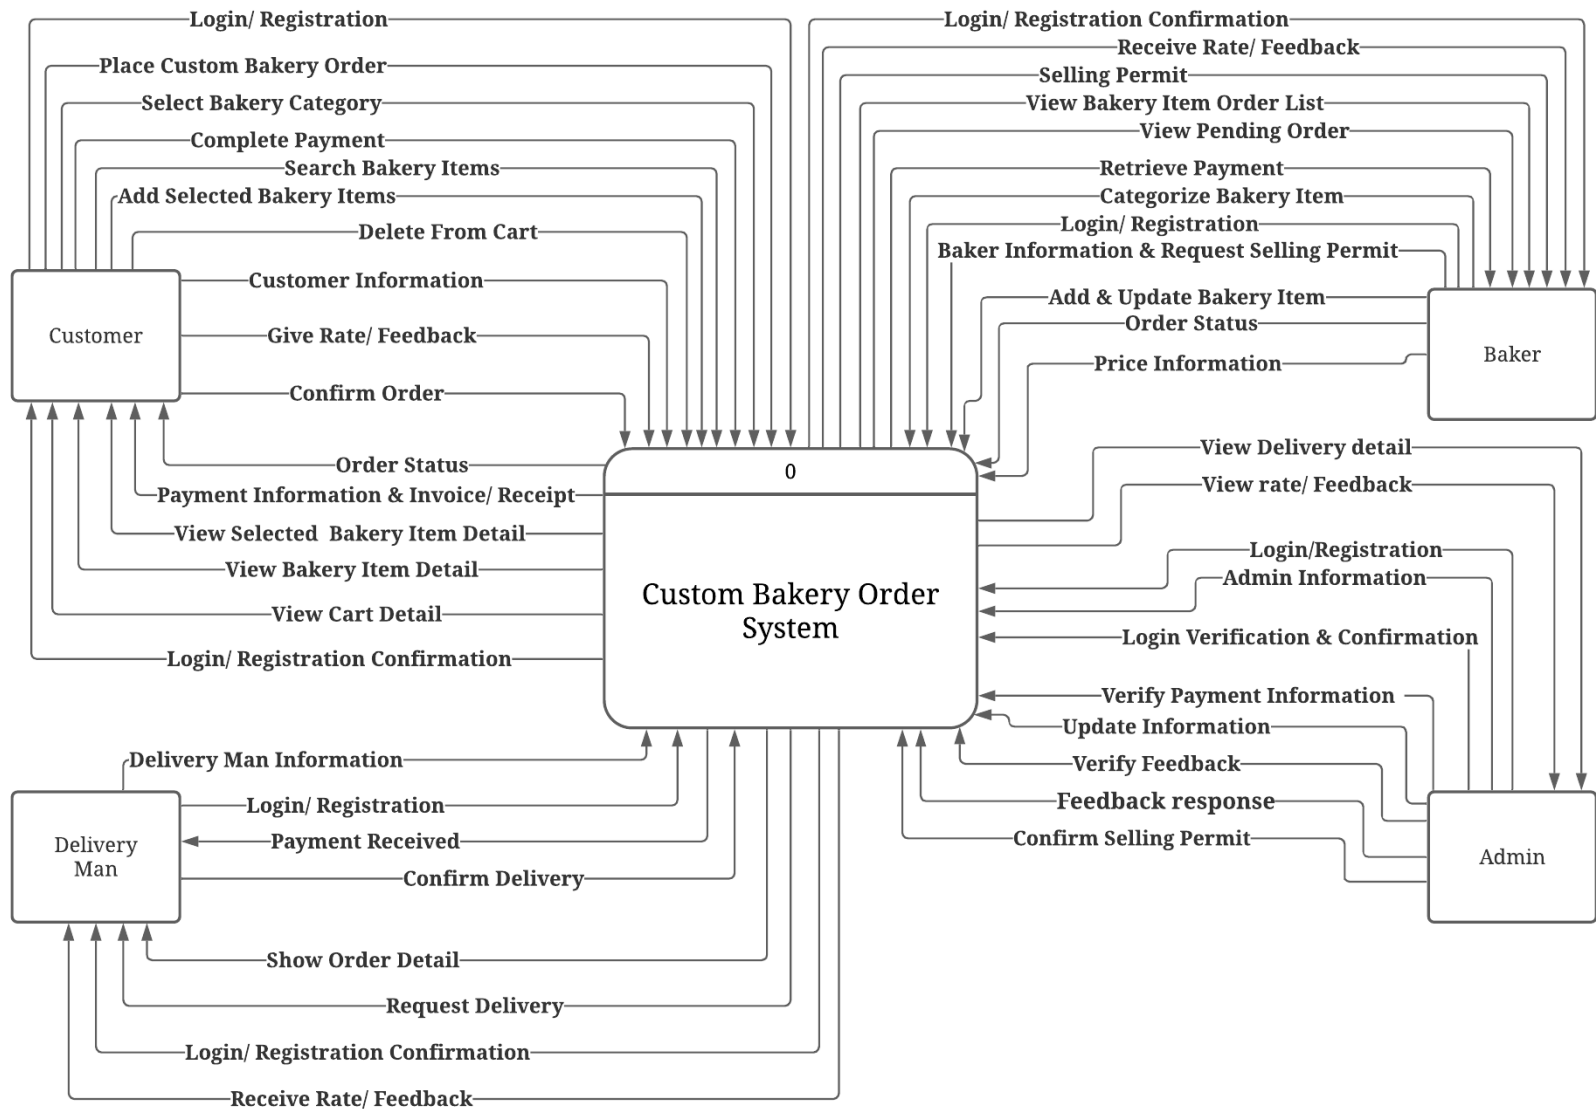 Login/ Registration
Place Custom Bakery Order
Select Bakery Category
Complete Payment
Search Bakery Items
Add Selected Bakery Items
Delete From Cart
Customer Information
Give Rate/ Feedback
Confirm Order
Customer
Order Status
Payment Information & Invoice/ Receipt
View Selected  Bakery Item Detail
View Bakery Item Detail
View Cart Detail
Login/ Registration Confirmation
Login/ Registration Confirmation
Receive Rate/ Feedback
Selling Permit
View Bakery Item Order List
View Pending Order
Retrieve Payment
Categorize Bakery Item
Login/ Registration
Baker Information & Request Selling Permit
Add & Update Bakery Item
Order Status
Price Information
Baker
0
Custom Bakery Order
System
View Delivery detail
View rate/ Feedback
Login/Registration
Admin Information
Login Verification & Confirmation
Verify Payment Information
Update Information
Verify Feedback
Feedback response
Confirm Selling Permit
Admin
Delivery Man Information
Login/ Registration
Payment Received
Confirm Delivery
Delivery
Man
Show Order Detail
Request Delivery
Login/ Registration Confirmation
Receive Rate/ Feedback